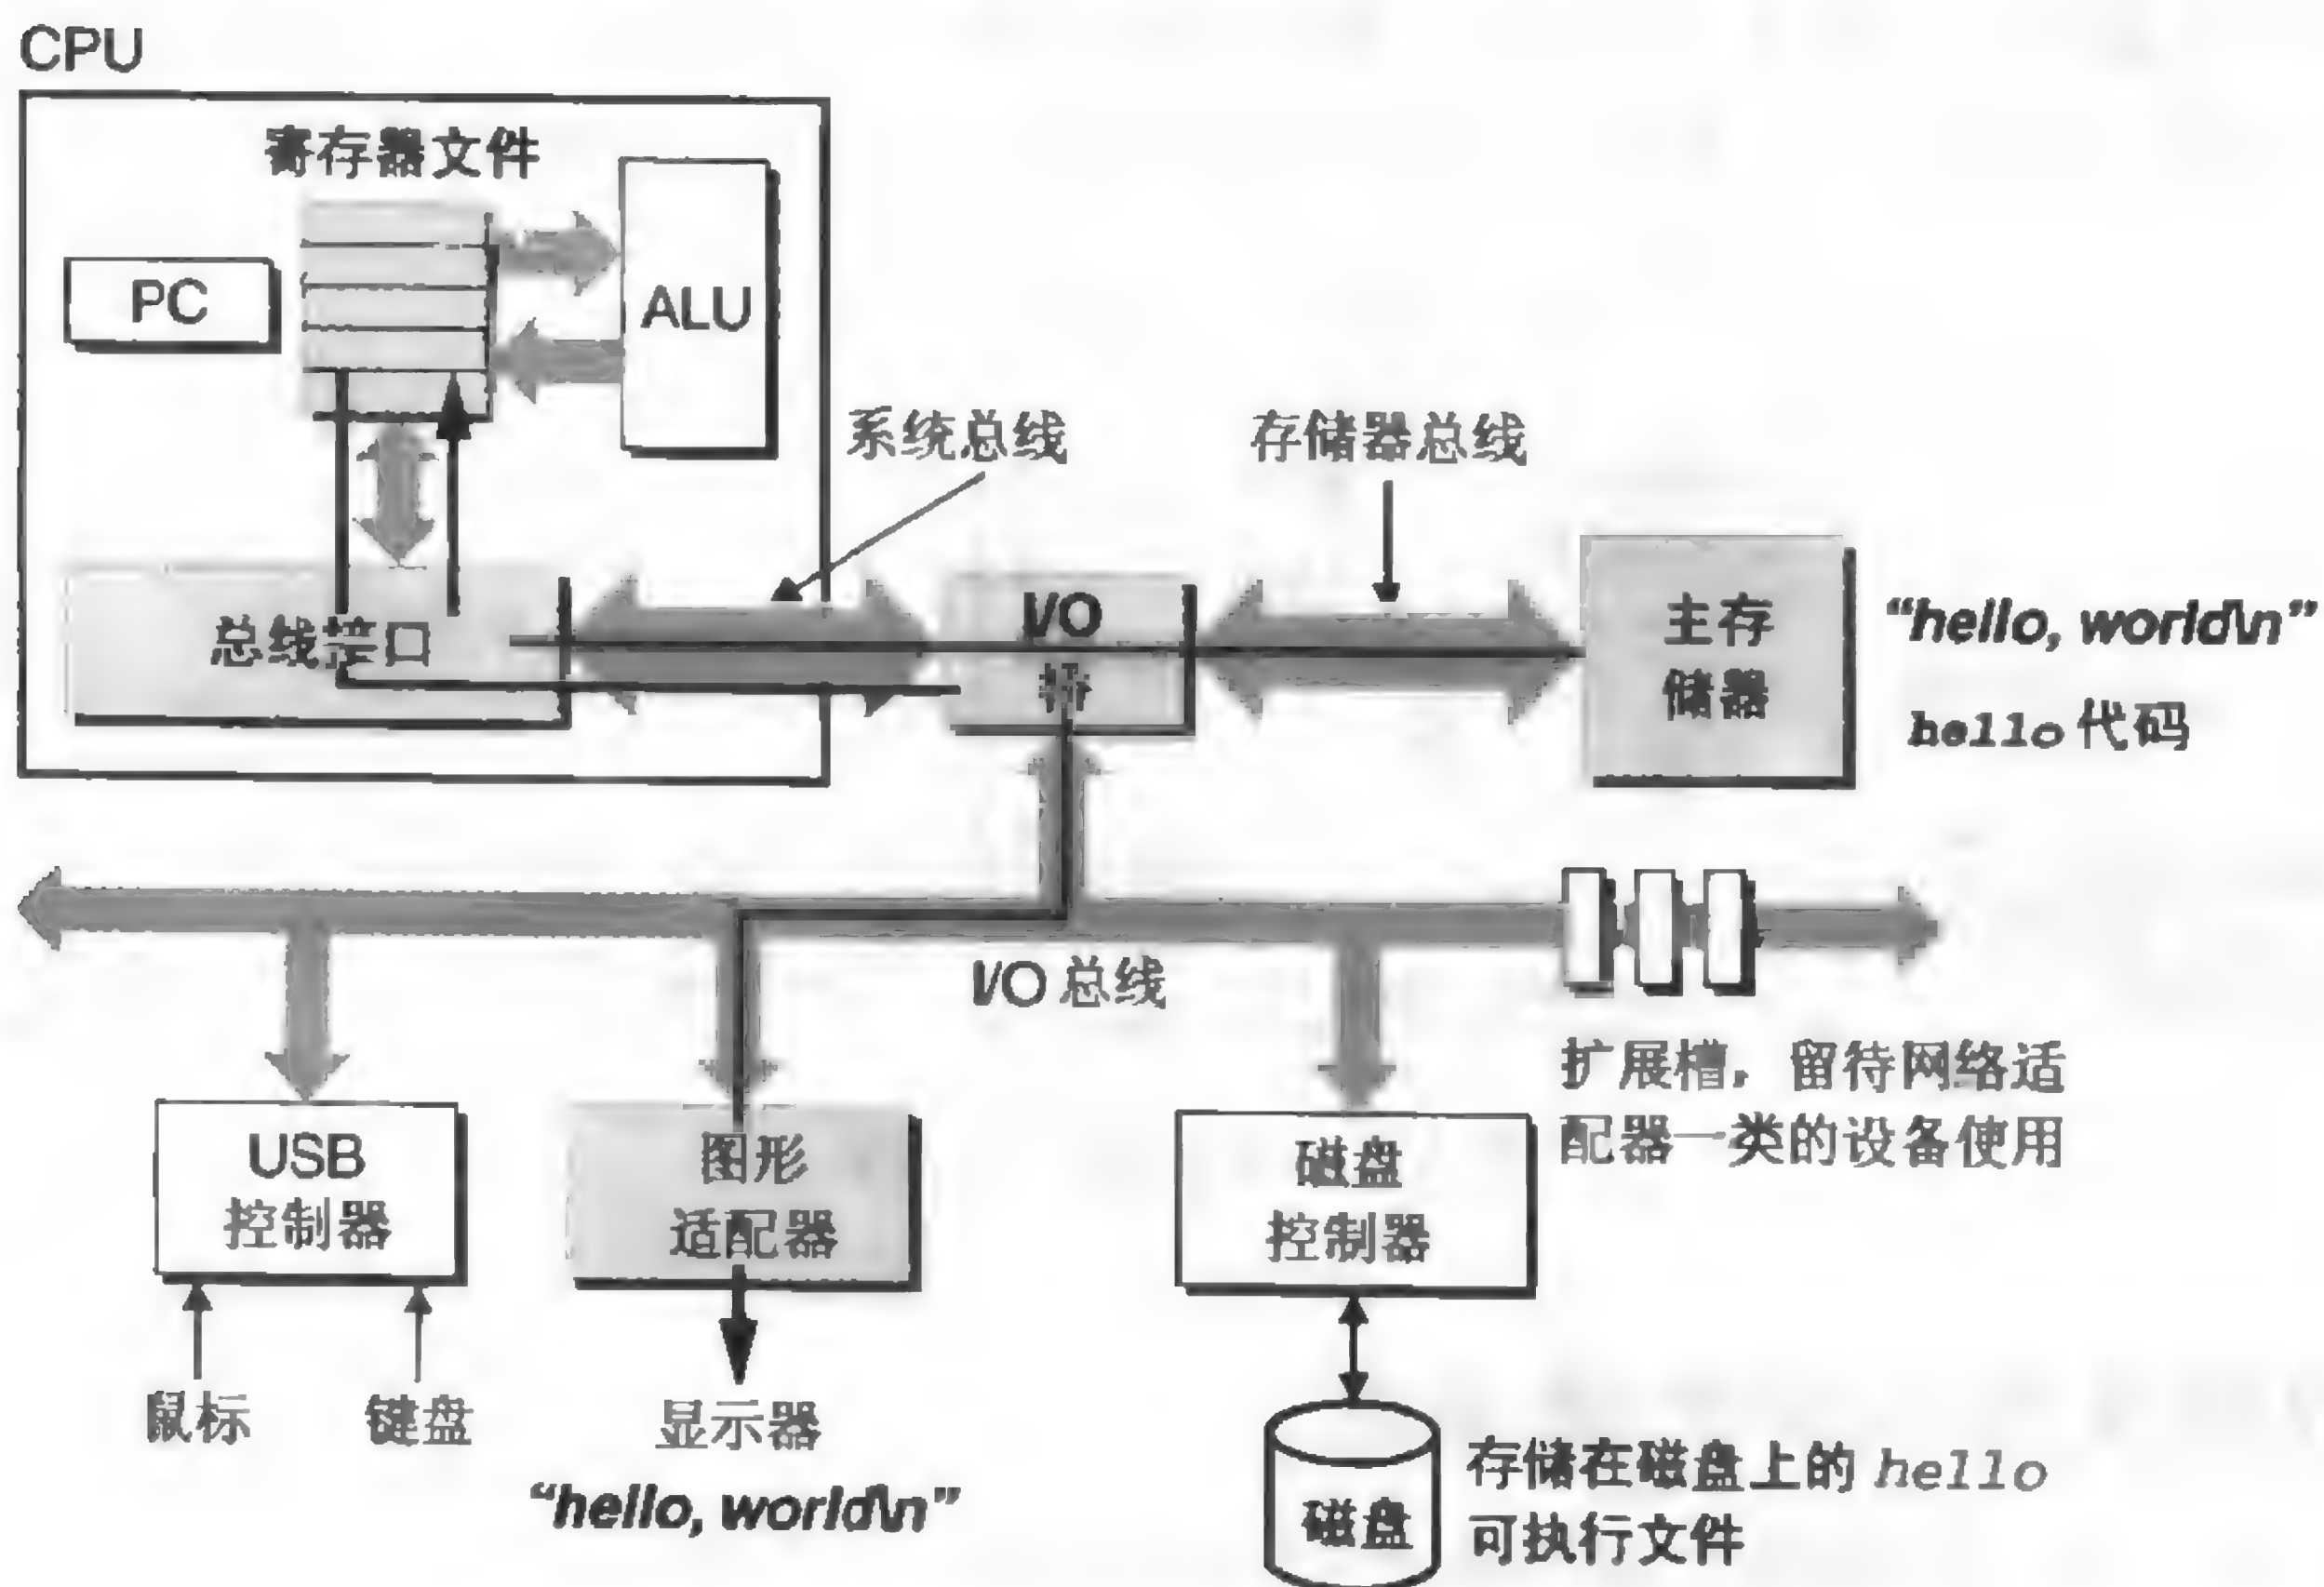 CPU
寄存器文件
PC
ALU
系统总线
存储器总线
总线接口
I/O
桥
主存
储器
“hello, world\n”
hello 代码
I/O 总线
扩展槽，留待网络适
配器一类的设备使用
USB
控制器
图形
适配器
磁盘
控制器
鼠标
键盘
显示器
“hello, world\n”
磁盘
存储在磁盘上的 hello
可执行文件